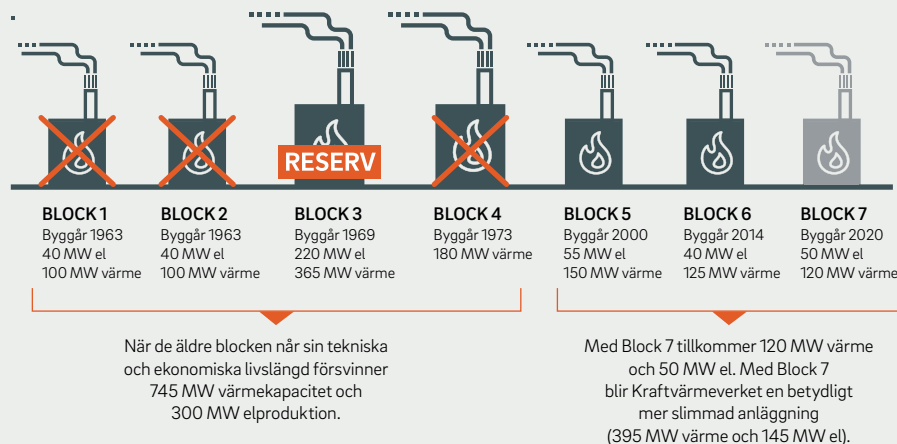 RESERV
BLOCK 1
Byggår 1963
40 MW el
100 MW värme
BLOCK 2
Byggår 1963
40 MW el
100 MW värme
BLOCK 3
Byggår 1969
220 MW el
365 MW värme
BLOCK 4
Byggår 1973
180 MW värme
BLOCK 5
Byggår 2000
55 MW el
150 MW värme
BLOCK 6
Byggår 2014
40 MW el
125 MW värme
BLOCK 7
Byggår 2020
50 MW el
120 MW värme
När de äldre blocken når sin tekniska
och ekonomiska livslängd försvinner
745 MW värmekapacitet och
300 MW elproduktion.
Med Block 7 tillkommer 120 MW värme
och 50 MW el. Med Block 7
blir Kraftvärmeverket en betydligt
mer slimmad anläggning
(395 MW värme och 145 MW el).